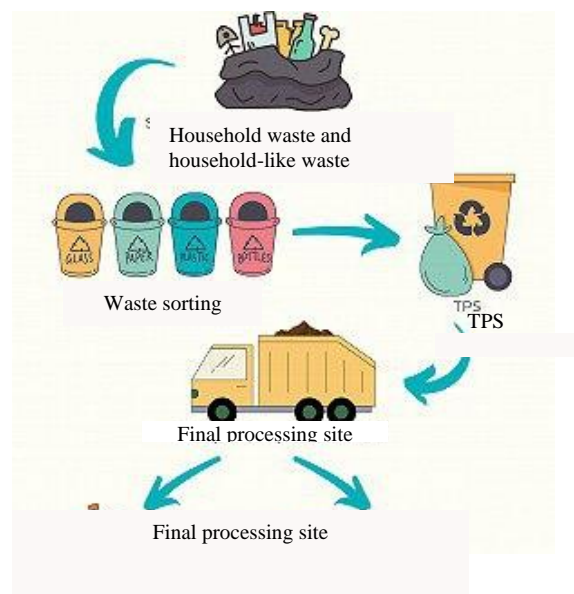 Household waste and
household-like waste
GLASS
PAPER
PLASTIC
BOTTLES
Waste sorting
TPS
TPS
Final processing site
Final processing site